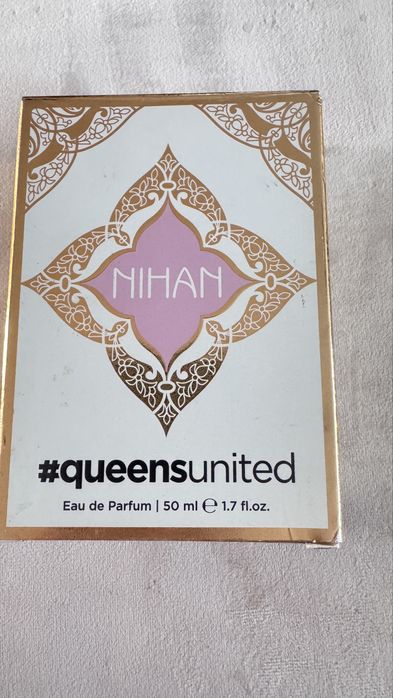 NIHAN
#queensunited
Eau de Parfum | 50 ml ℮ 1.7 fl.oz.